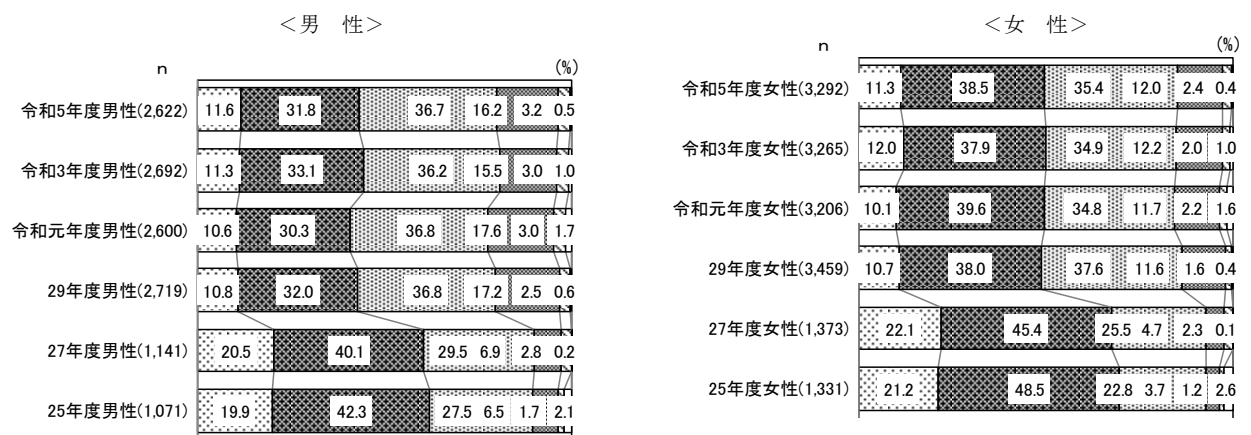 ＜男　性＞
n
(%)
令和5年度男性(2,622) 11.6 31.8 36.7 16.2 3.2 0.5
令和3年度男性(2,692) 11.3 33.1 36.2 15.5 3.0 1.0
令和元年度男性(2,600) 10.6 30.3 36.8 17.6 3.0 1.7
29年度男性(2,719) 10.8 32.0 36.8 17.2 2.5 0.6
27年度男性(1,141) 20.5 40.1 29.5 6.9 2.8 0.2
25年度男性(1,071) 19.9 42.3 27.5 6.5 1.7 2.1
＜女　性＞
n
(%)
令和5年度女性(3,292) 11.3 38.5 35.4 12.0 2.4 0.4
令和3年度女性(3,265) 12.0 37.9 34.9 12.2 2.0 1.0
令和元年度女性(3,206) 10.1 39.6 34.8 11.7 2.2 1.6
29年度女性(3,459) 10.7 38.0 37.6 11.6 1.6 0.4
27年度女性(1,373) 22.1 45.4 25.5 4.7 2.3 0.1
25年度女性(1,331) 21.2 48.5 22.8 3.7 1.2 2.6